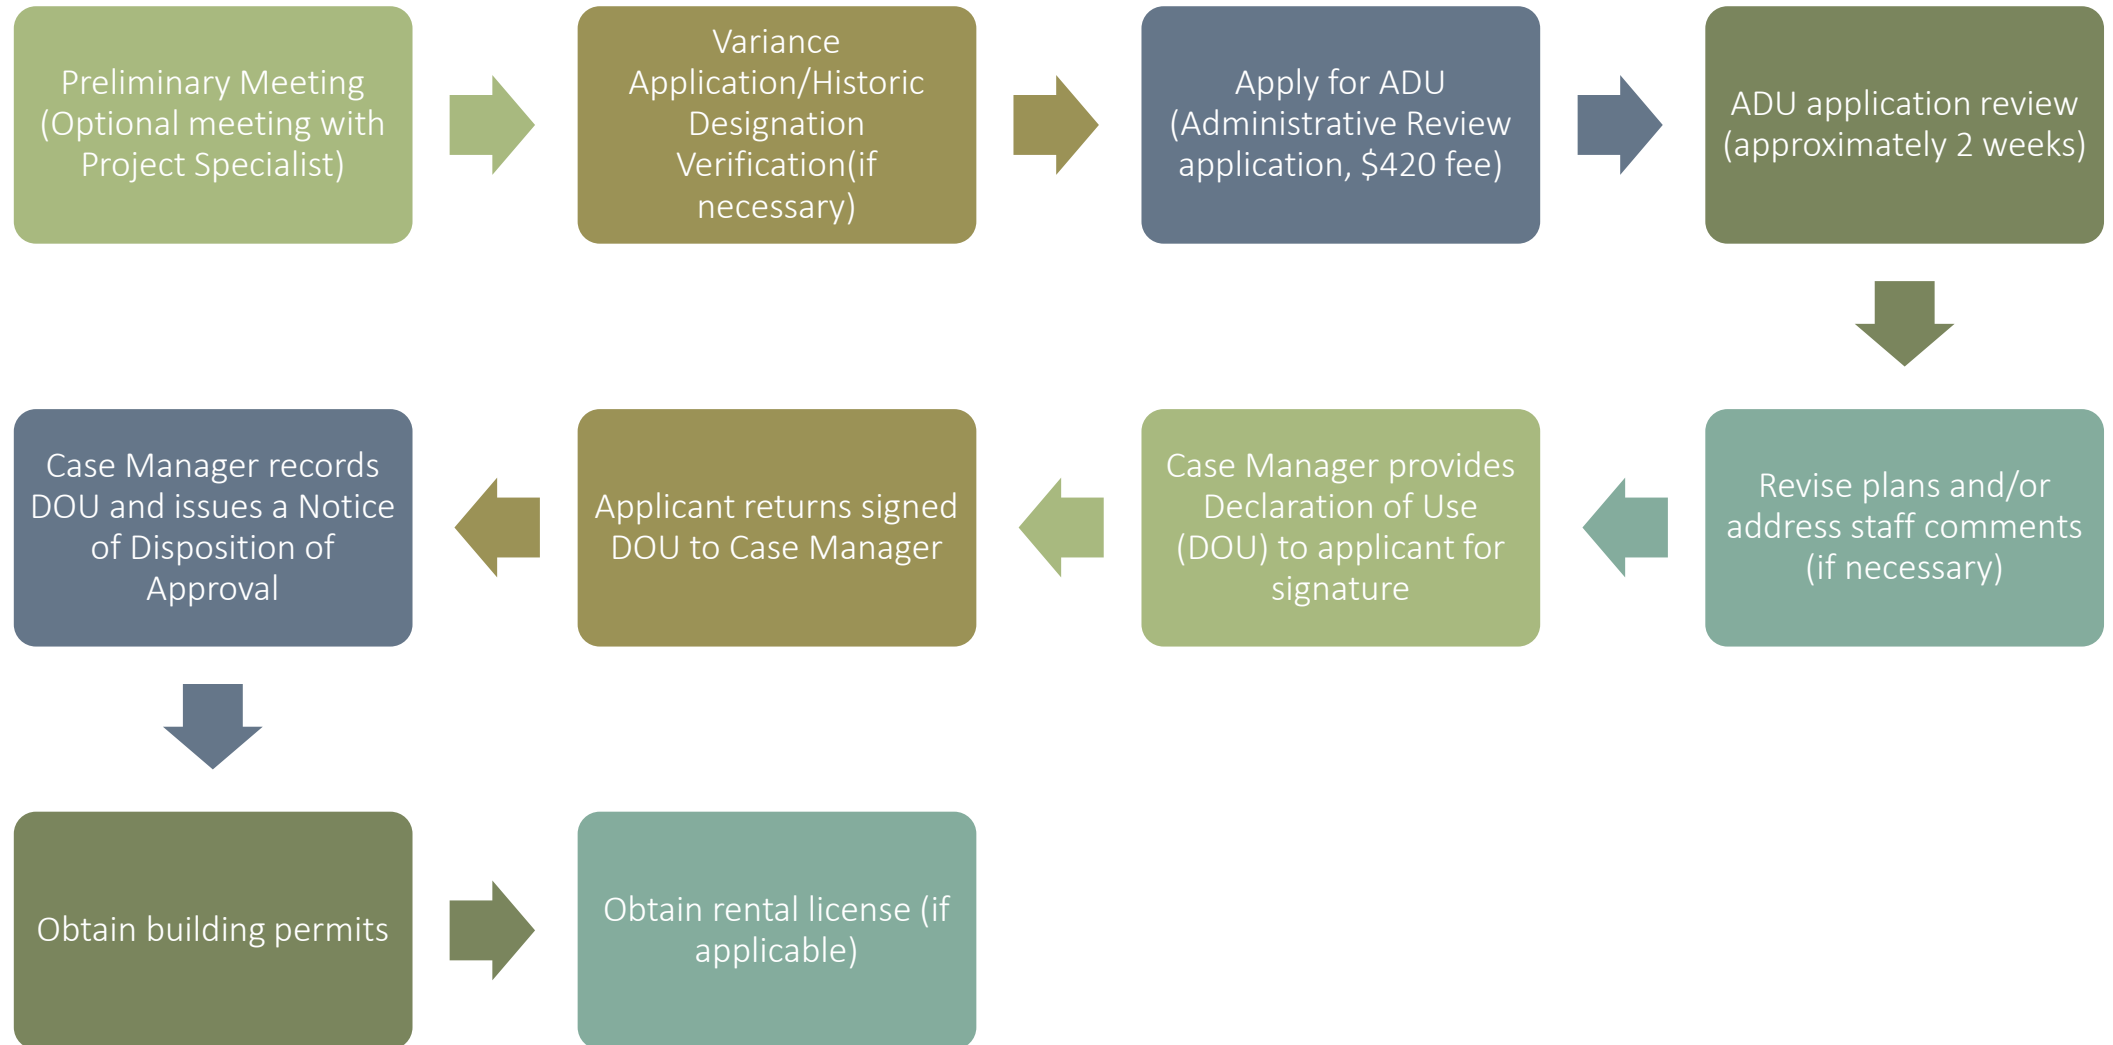 Preliminary Meeting
(Optional meeting with
Project Specialist)
Variance
Application/Historic
Designation
Verification(if
necessary)
Apply for ADU
(Administrative Review
application, $420 fee)
ADU application review
(approximately 2 weeks)
Revise plans and/or
address staff comments
(if necessary)
Case Manager provides
Declaration of Use
(DOU) to applicant for
signature
Applicant returns signed
DOU to Case Manager
Case Manager records
DOU and issues a Notice
of Disposition of
Approval
Obtain building permits
Obtain rental license (if
applicable)